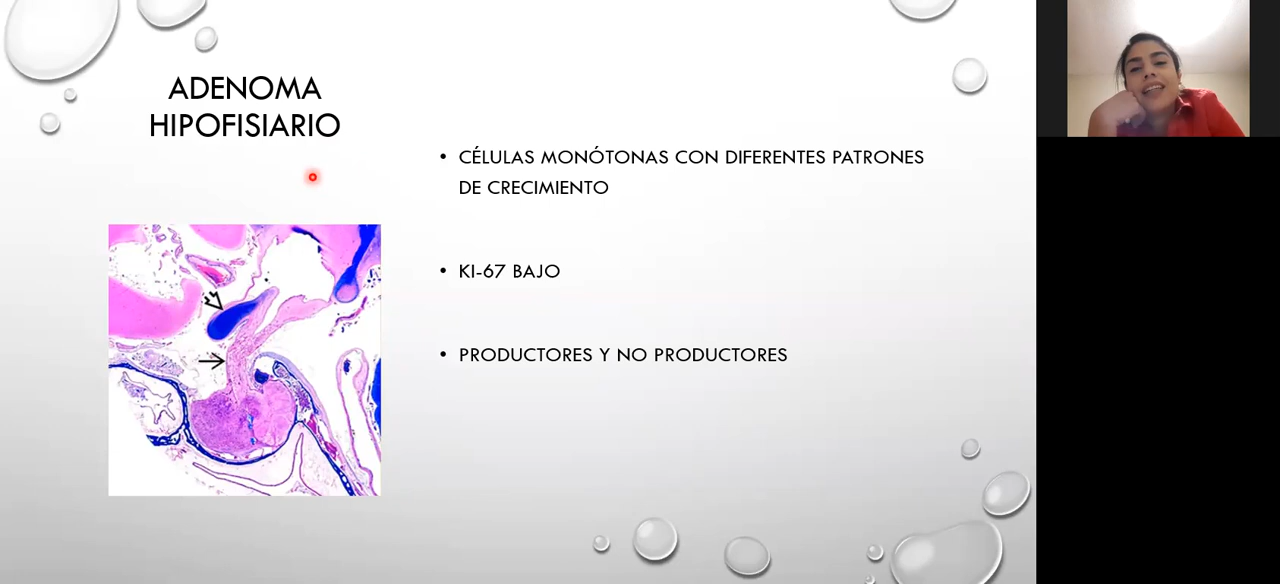 ADENOMA
HIPOFISIARIO
• CÉLULAS MONÓTONAS CON DIFERENTES PATRONES
DE CRECIMIENTO
• KI-67 BAJO
• PRODUCTORES Y NO PRODUCTORES